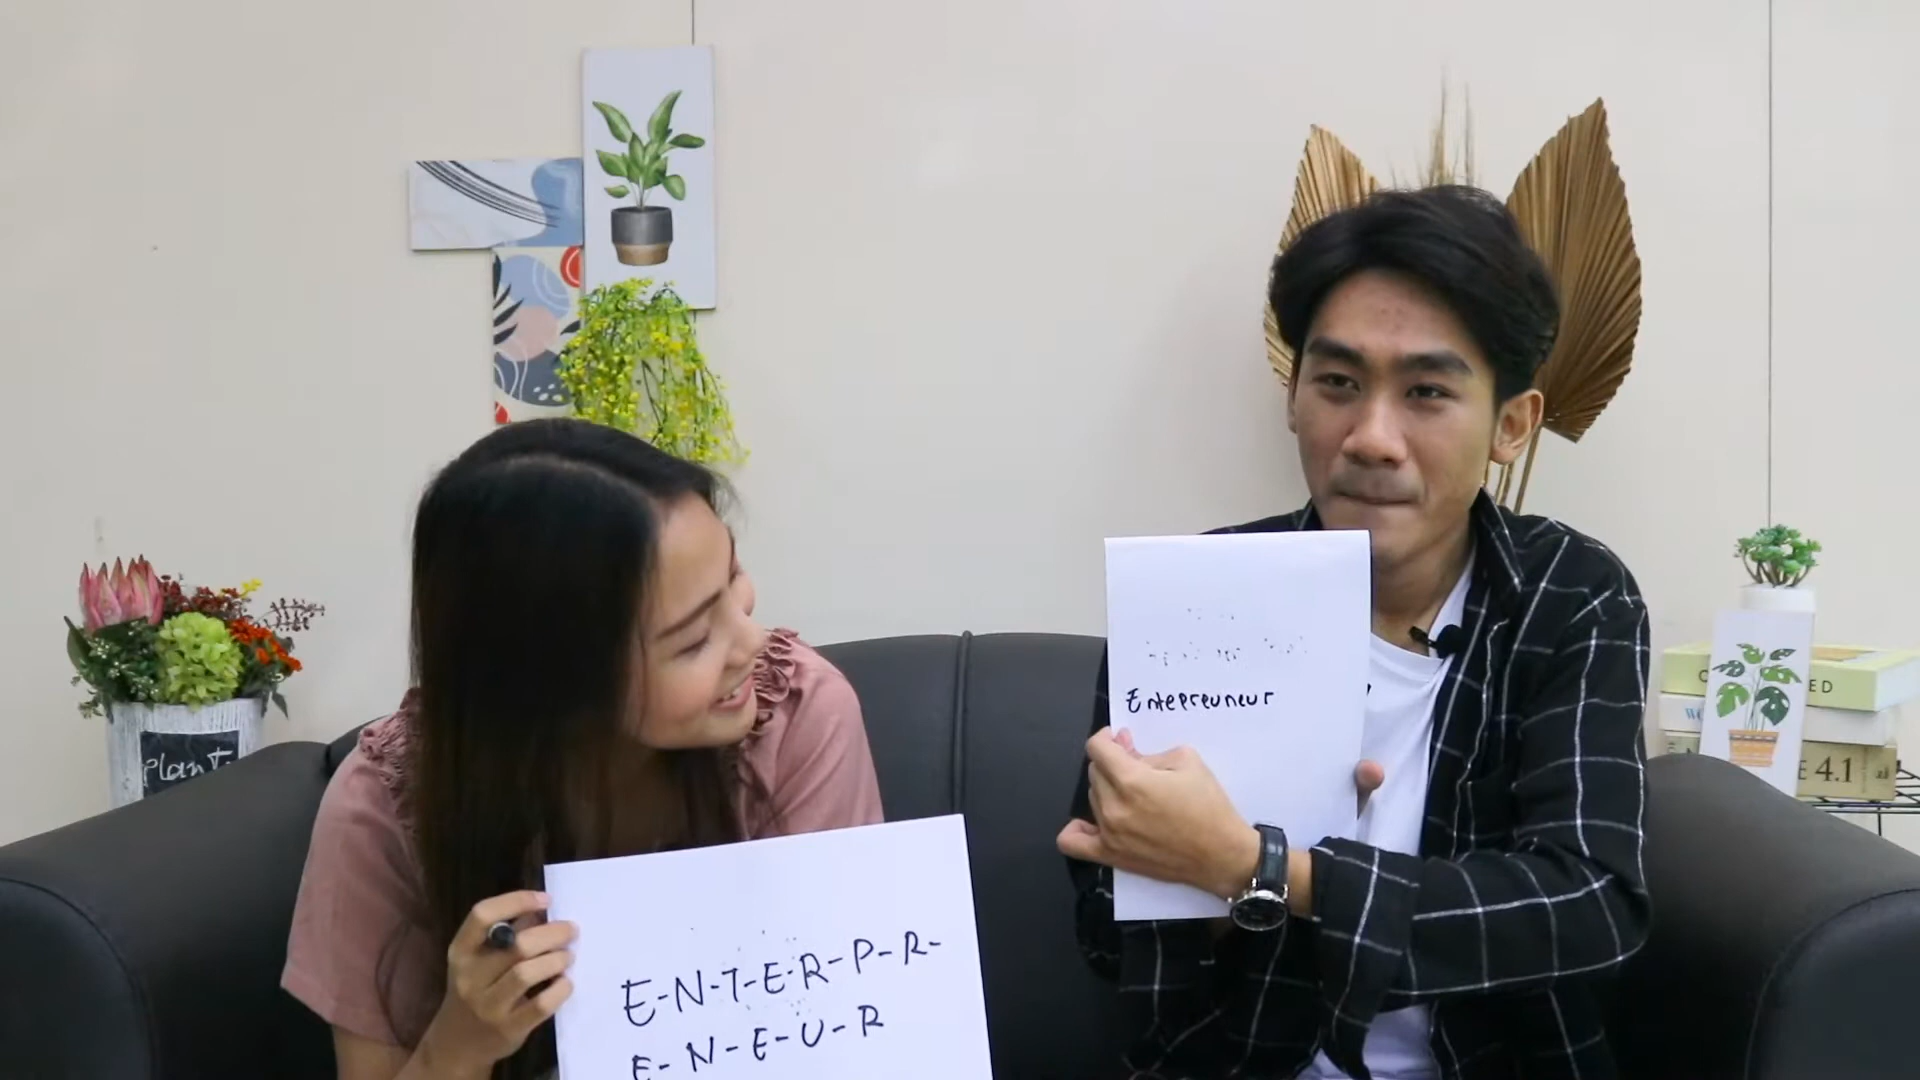 Plant
Entepreuneur
E-N-T-E-R-P-R-
E-N-E-U-R
ED
E 4.1